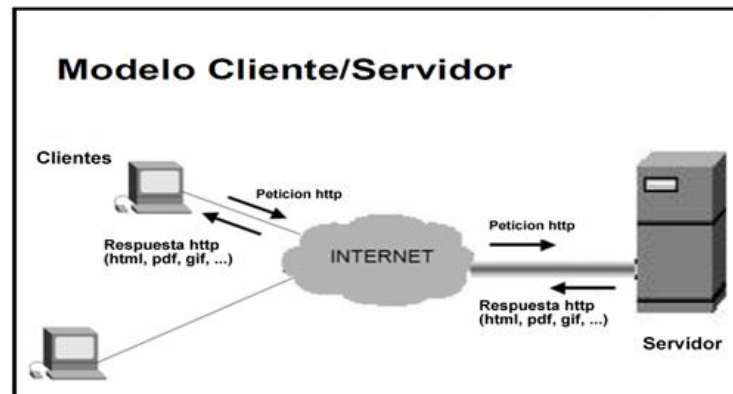 Modelo Cliente/Servidor
Clientes
Peticion http
Respuesta http
(html, pdf, gif, ...)
INTERNET
Peticion http
Respuesta http
(html, pdf, gif, ...)
Servidor